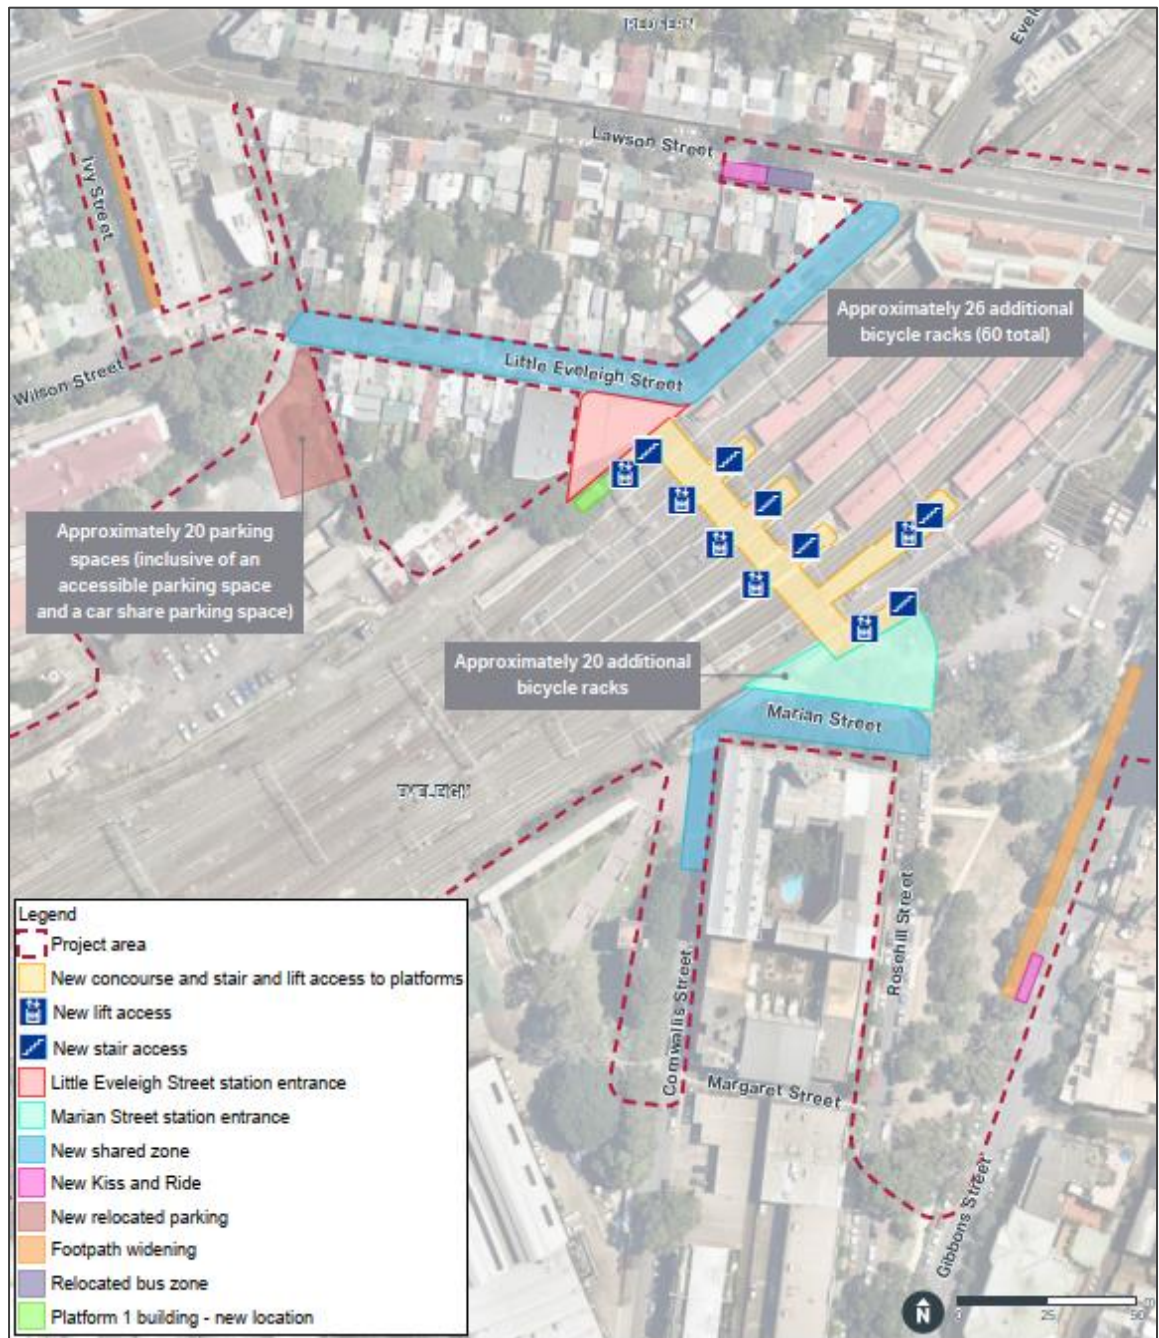 REDFERN
Lawson Street
Ivy Street
Approximately 26 additional
bicycle racks (60 total)
Little Eveleigh Street
Wilson Street
Approximately 20 parking
spaces (inclusive of an
accessible parking space
and a car share parking space)
Approximately 20 additional
bicycle racks
Marian Street
EVELEIGH
Rosehill Street
Cornwallis Street
Margaret Street
Gibbons Street
Legend
Project area
New concourse and stair and lift access to platforms
New lift access
New stair access
Little Eveleigh Street station entrance
Marian Street station entrance
New shared zone
New Kiss and Ride
New relocated parking
Footpath widening
Relocated bus zone
Platform 1 building - new location
N
0 25 50